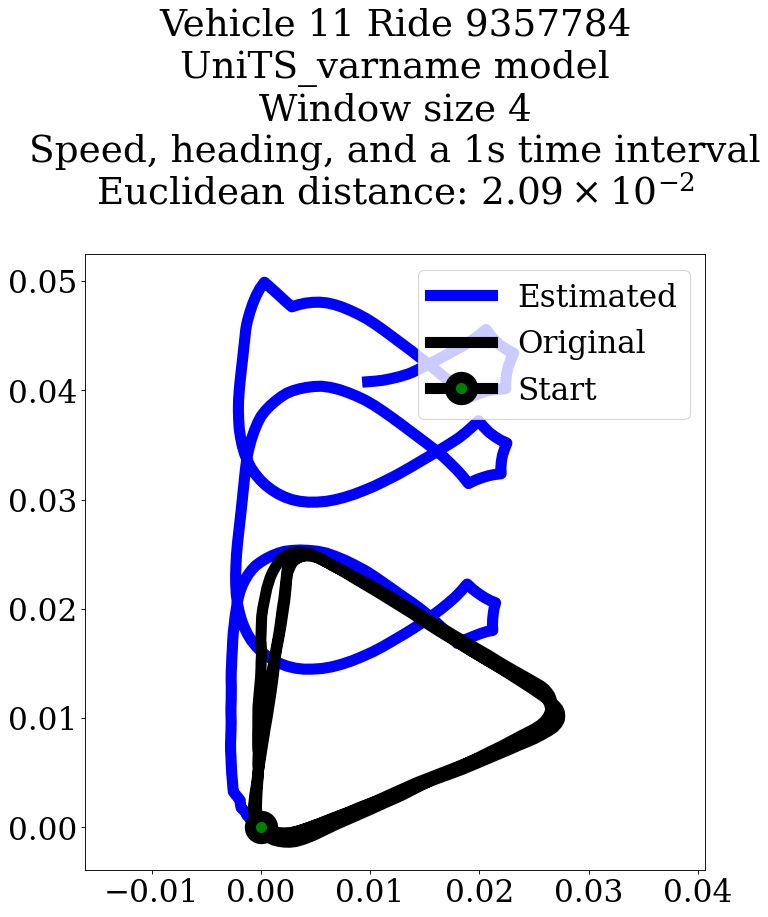 Vehicle 11 Ride 9357784
UniTS_varname model
Window size 4
Speed, heading, and a 1s time interval
Euclidean distance: 2.09 × 10⁻²
0.05
0.04
0.03
0.02
0.01
0.00
Estimated
Original
Start
−0.01 0.00 0.01 0.02 0.03 0.04